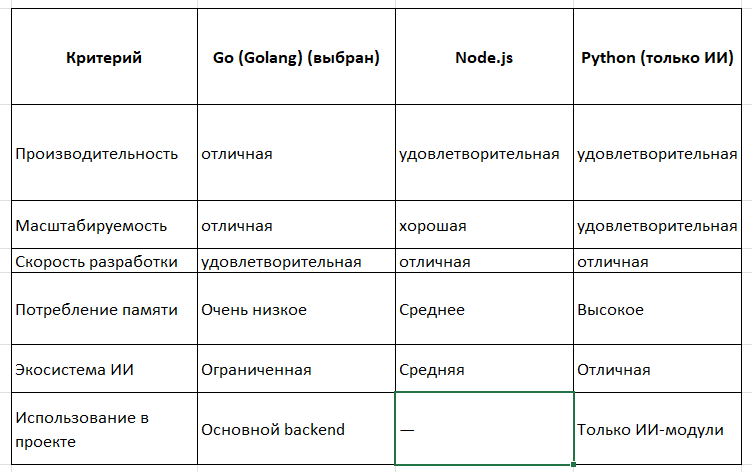 Критерий Go (Golang) (выбран) Node.js Python (только ИИ)
Производительность отличная удовлетворительная удовлетворительная
Масштабируемость отличная хорошая удовлетворительная
Скорость разработки удовлетворительная отличная отличная
Потребление памяти Очень низкое Среднее Высокое
Экосистема ИИ Ограниченная Средняя Отличная
Использование в
проекте Основной backend — Только ИИ-модули